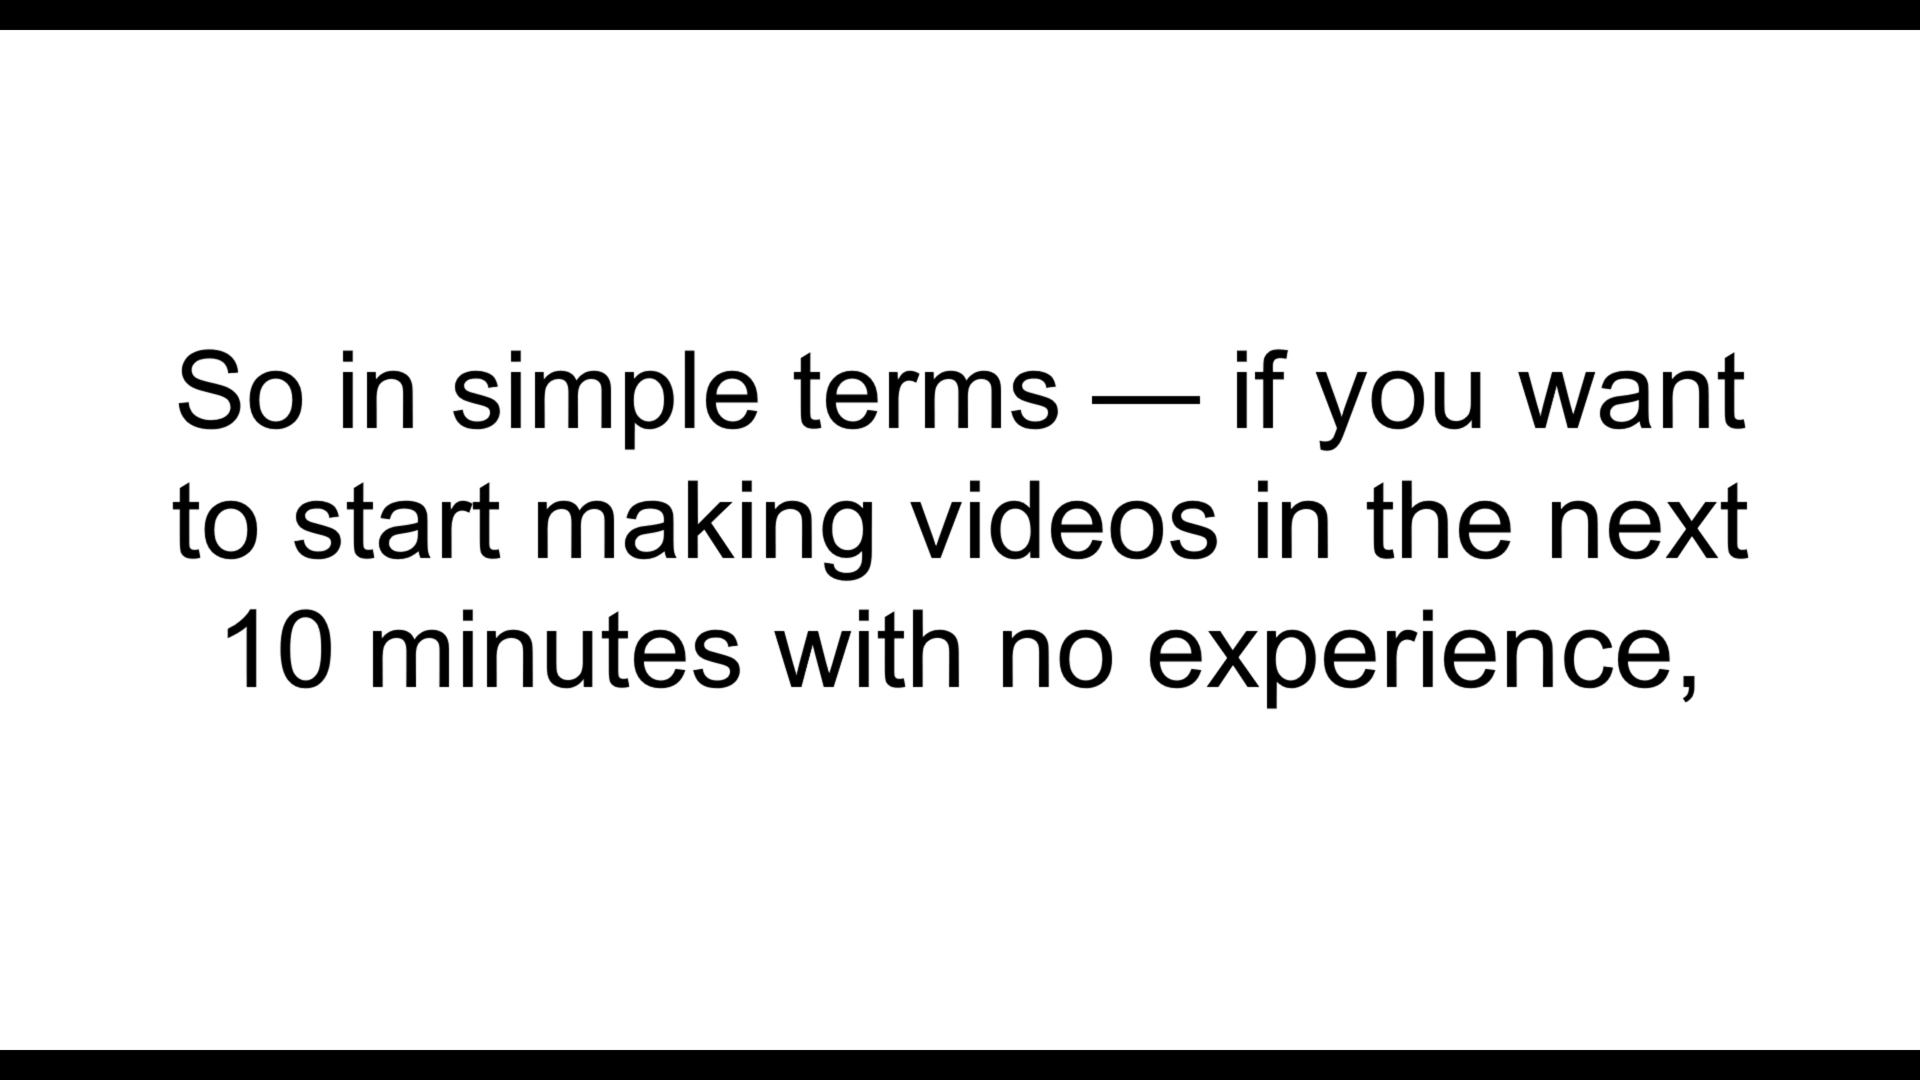 So in simple terms — if you want
to start making videos in the next
10 minutes with no experience,